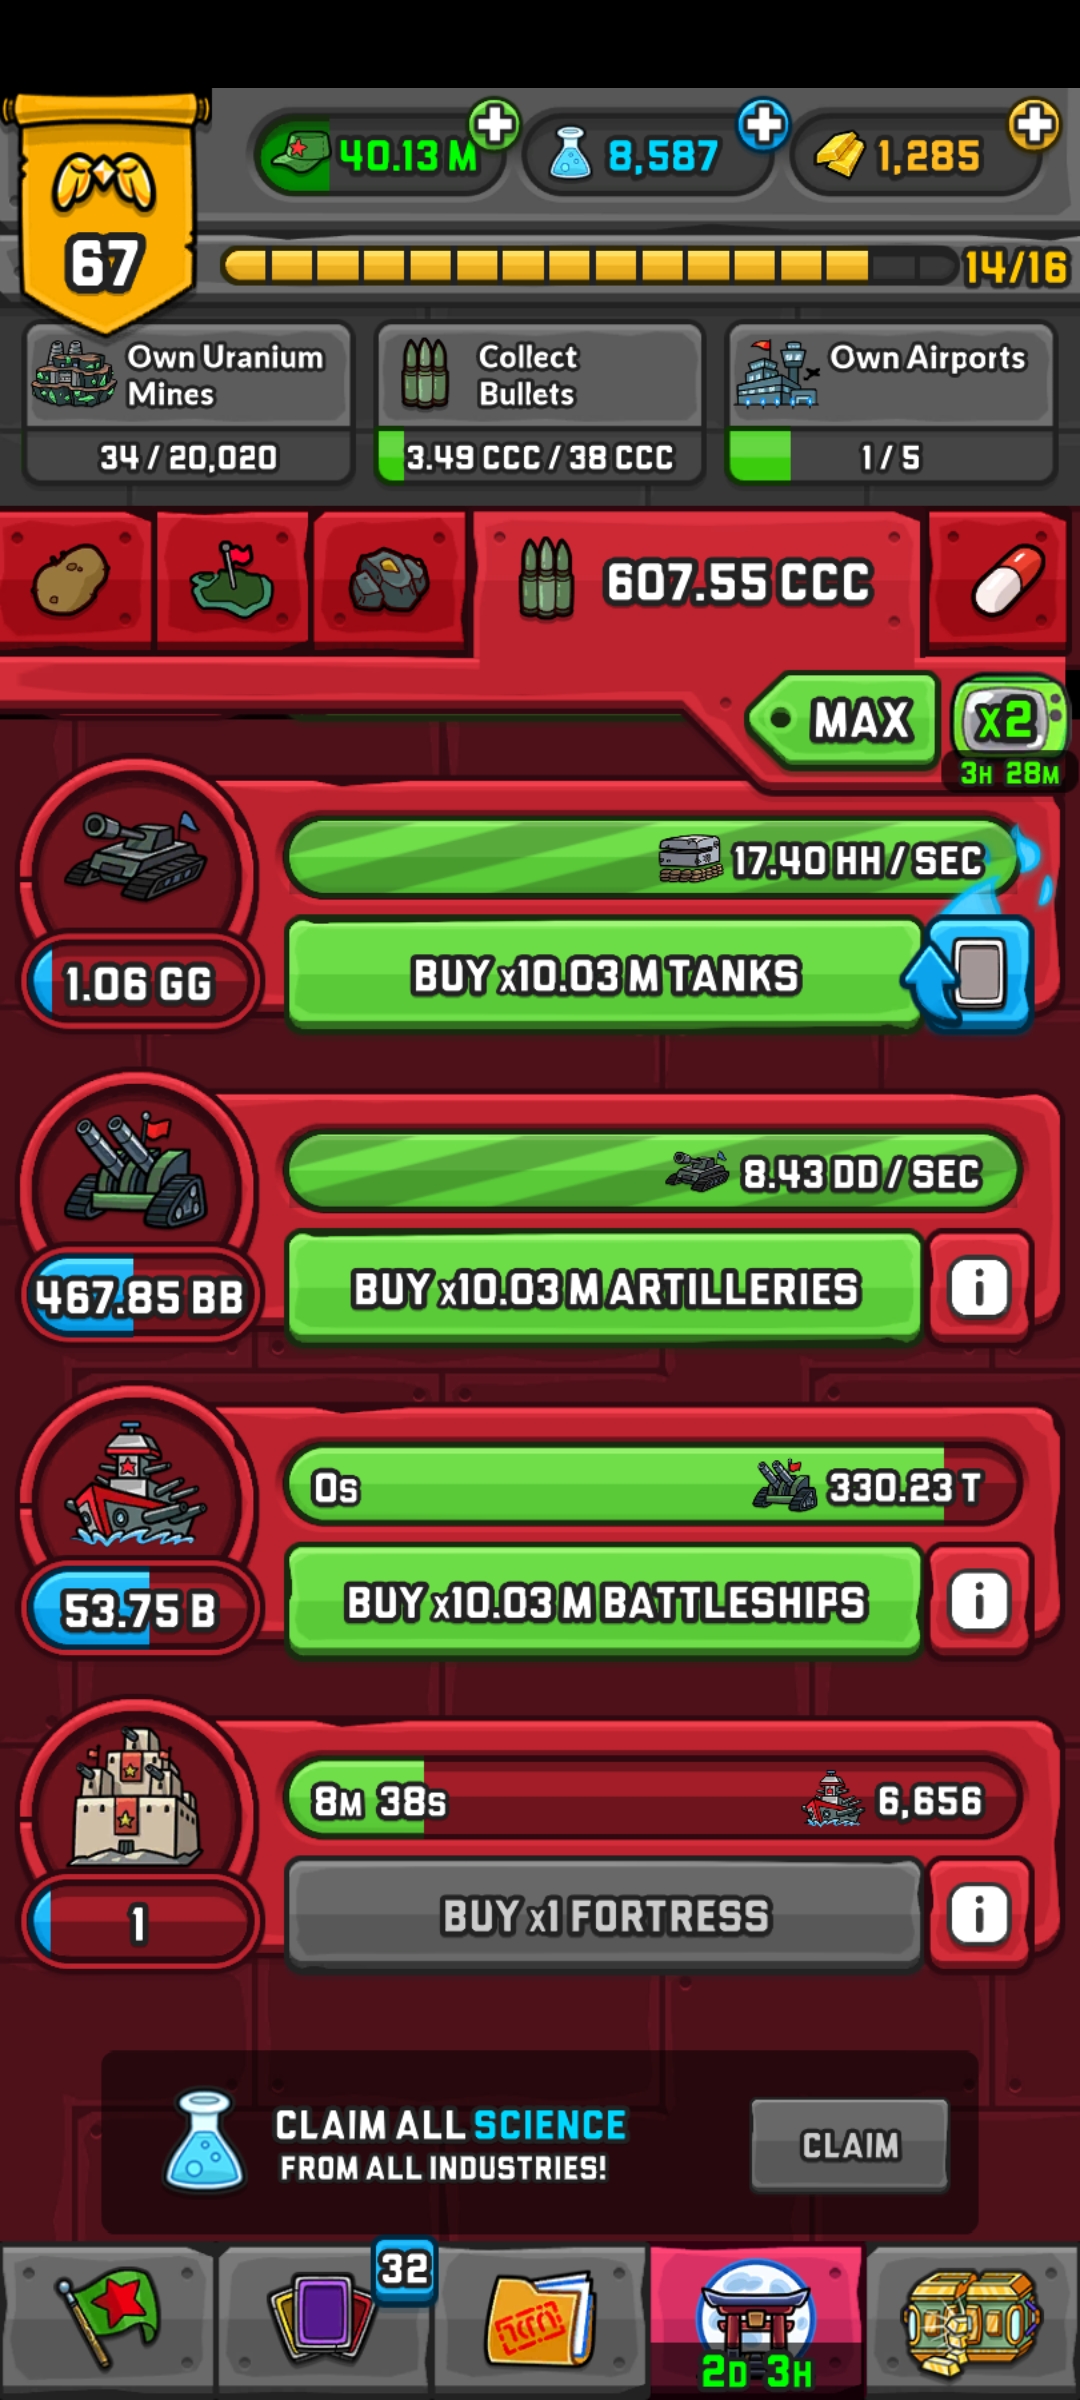 67
40.13 M
8,587
1,285
14/16
Own Uranium
Mines
34 / 20,020
Collect
Bullets
3.49 CCC / 38 CCC
Own Airports
1 / 5
607.55 CCC
MAX
x2
3H 28M
17.40 HH / SEC
1.06 GG
BUY x10.03 M TANKS
8.43 DD / SEC
467.85 BB
BUY x10.03 M ARTILLERIES
i
0s
330.23 T
53.75 B
BUY x10.03 M BATTLESHIPS
i
8M 38s
6,656
1
BUY x1 FORTRESS
i
CLAIM ALL SCIENCE
FROM ALL INDUSTRIES!
CLAIM
32
2D 3H